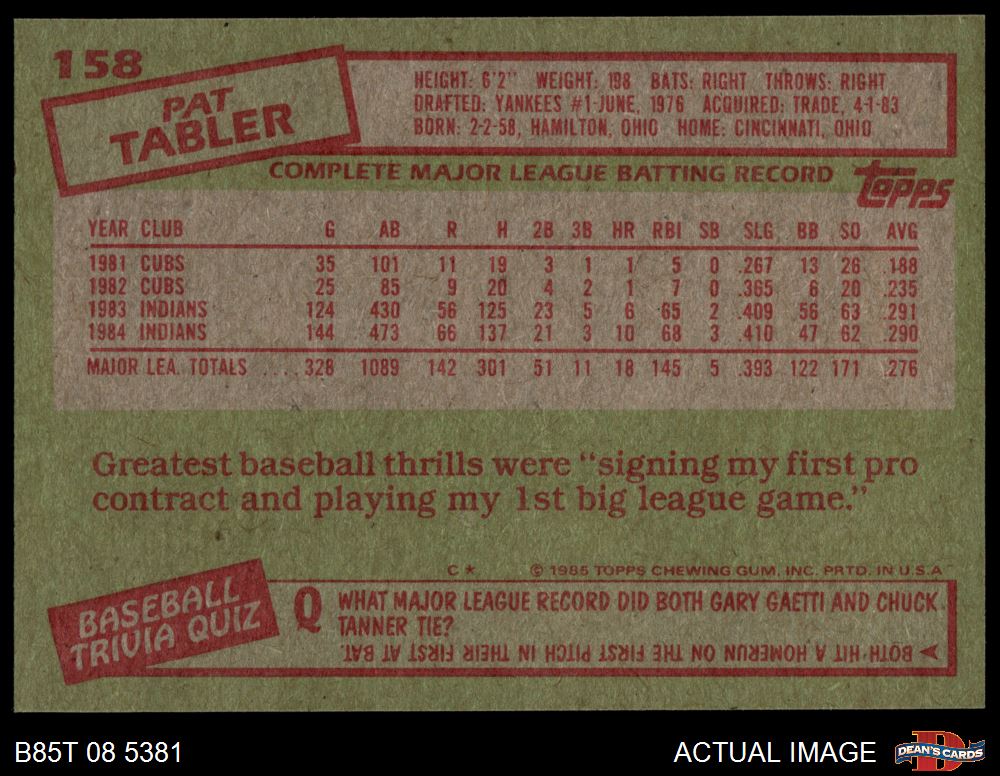 158
PAT
TABLER
HEIGHT: 6'2" WEIGHT: 198 BATS: RIGHT THROWS: RIGHT
DRAFTED: YANKEES #1-JUNE, 1976 ACQUIRED: TRADE, 4-1-83
BORN: 2-2-58, HAMILTON, OHIO HOME: CINCINNATI, OHIO
COMPLETE MAJOR LEAGUE BATTING RECORD
topps
YEAR CLUB G AB R H 2B 3B HR RBI SB SLG BB SO AVG
1981 CUBS 35 101 11 19 3 1 1 5 0 .267 13 26 .188
1982 CUBS 25 85 9 20 4 2 1 7 0 .365 6 20 .235
1983 INDIANS 124 430 56 125 23 5 6 65 2 .409 56 63 .291
1984 INDIANS 144 473 66 137 21 3 10 68 3 .410 47 62 .290
MAJOR LEA. TOTALS .... 328 1089 142 301 51 11 18 145 5 .393 122 171 .276
Greatest baseball thrills were "signing my first pro
contract and playing my 1st big league game."
C* © 1985 TOPPS CHEWING GUM, INC. PRTD. IN U.S.A
BASEBALL
TRIVIA QUIZ
Q WHAT MAJOR LEAGUE RECORD DID BOTH GARY GAETTI AND CHUCK
TANNER TIE?
BOTH HIT A HOMERUN ON THE FIRST PITCH IN THEIR FIRST AT BAT.
B85T 08 5381
ACTUAL IMAGE
D
DEAN'S CARDS